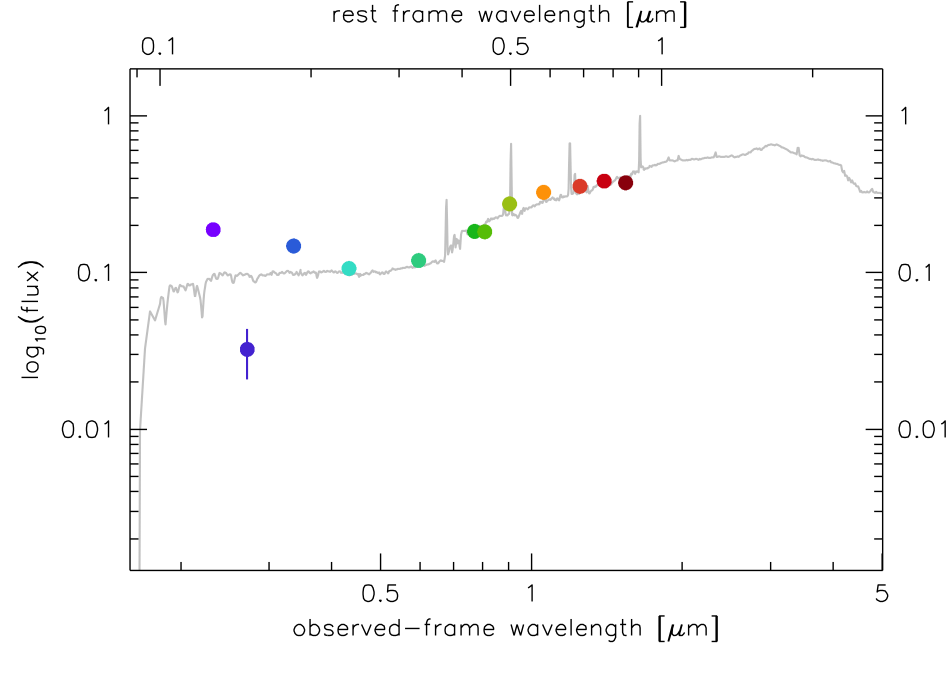 rest frame wavelength [μm]
0.1 0.5 1
1 1
0.1 0.1
0.01 0.01
log10(flux)
0.5 1 5
observed-frame wavelength [μm]